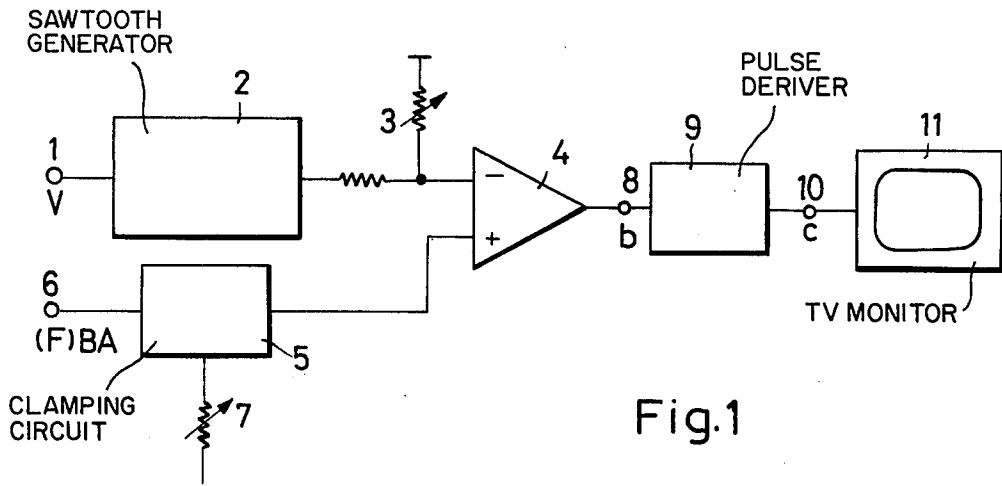 SAWTOOTH
GENERATOR
2
1
V
3
−
+
4
8
b
9
PULSE
DERIVER
10
c
11
TV MONITOR
6
(F)BA
5
CLAMPING
CIRCUIT
7
Fig.1